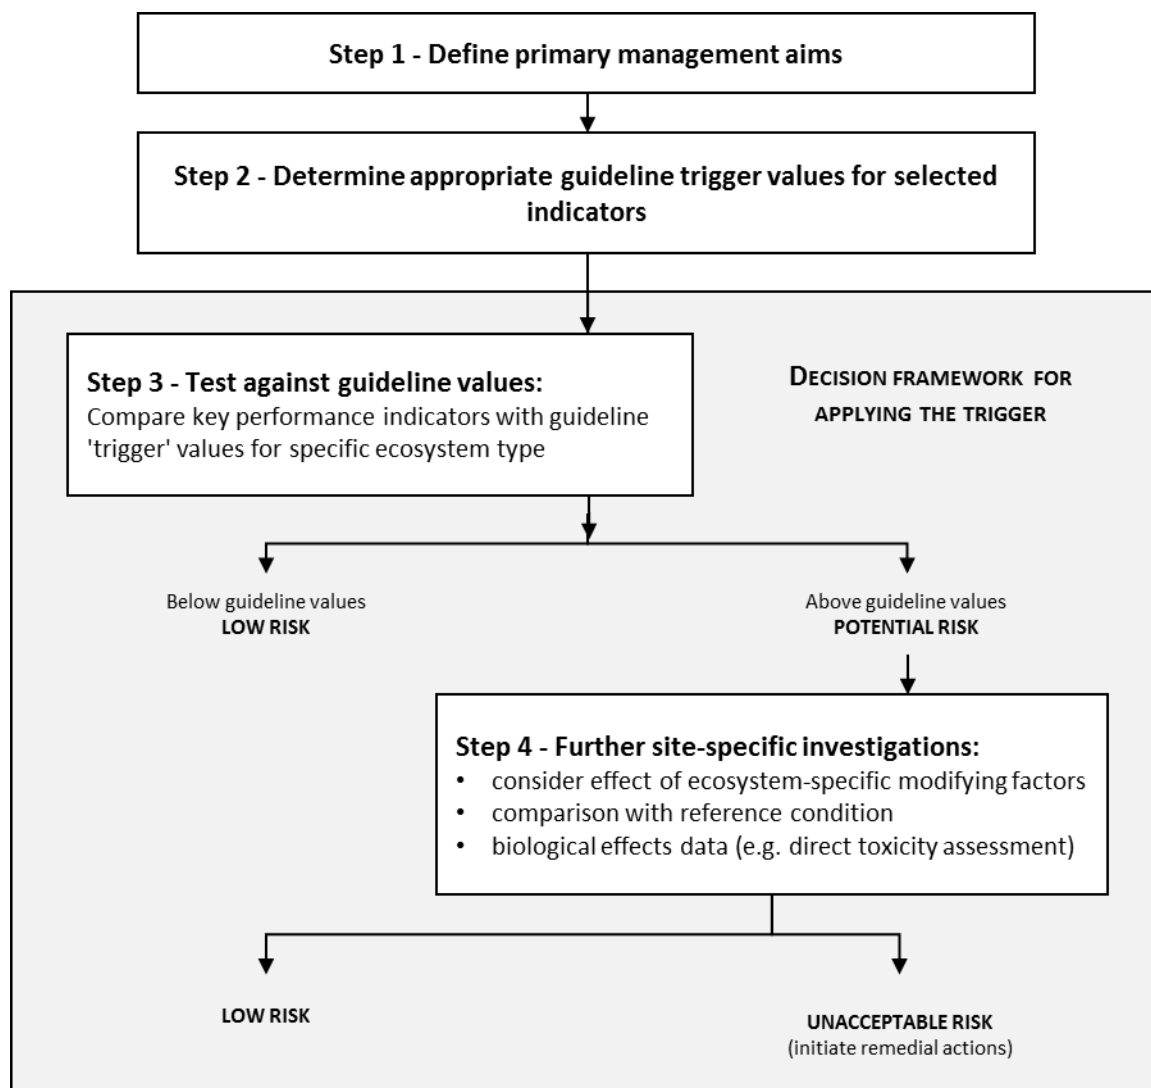 Step 1 - Define primary management aims
Step 2 - Determine appropriate guideline trigger values for selected
indicators
Step 3 - Test against guideline values:
Compare key performance indicators with guideline
'trigger' values for specific ecosystem type
DECISION FRAMEWORK FOR
APPLYING THE TRIGGER
Below guideline values
LOW RISK
Above guideline values
POTENTIAL RISK
Step 4 - Further site-specific investigations:
• consider effect of ecosystem-specific modifying factors
• comparison with reference condition
• biological effects data (e.g. direct toxicity assessment)
LOW RISK
UNACCEPTABLE RISK
(initiate remedial actions)